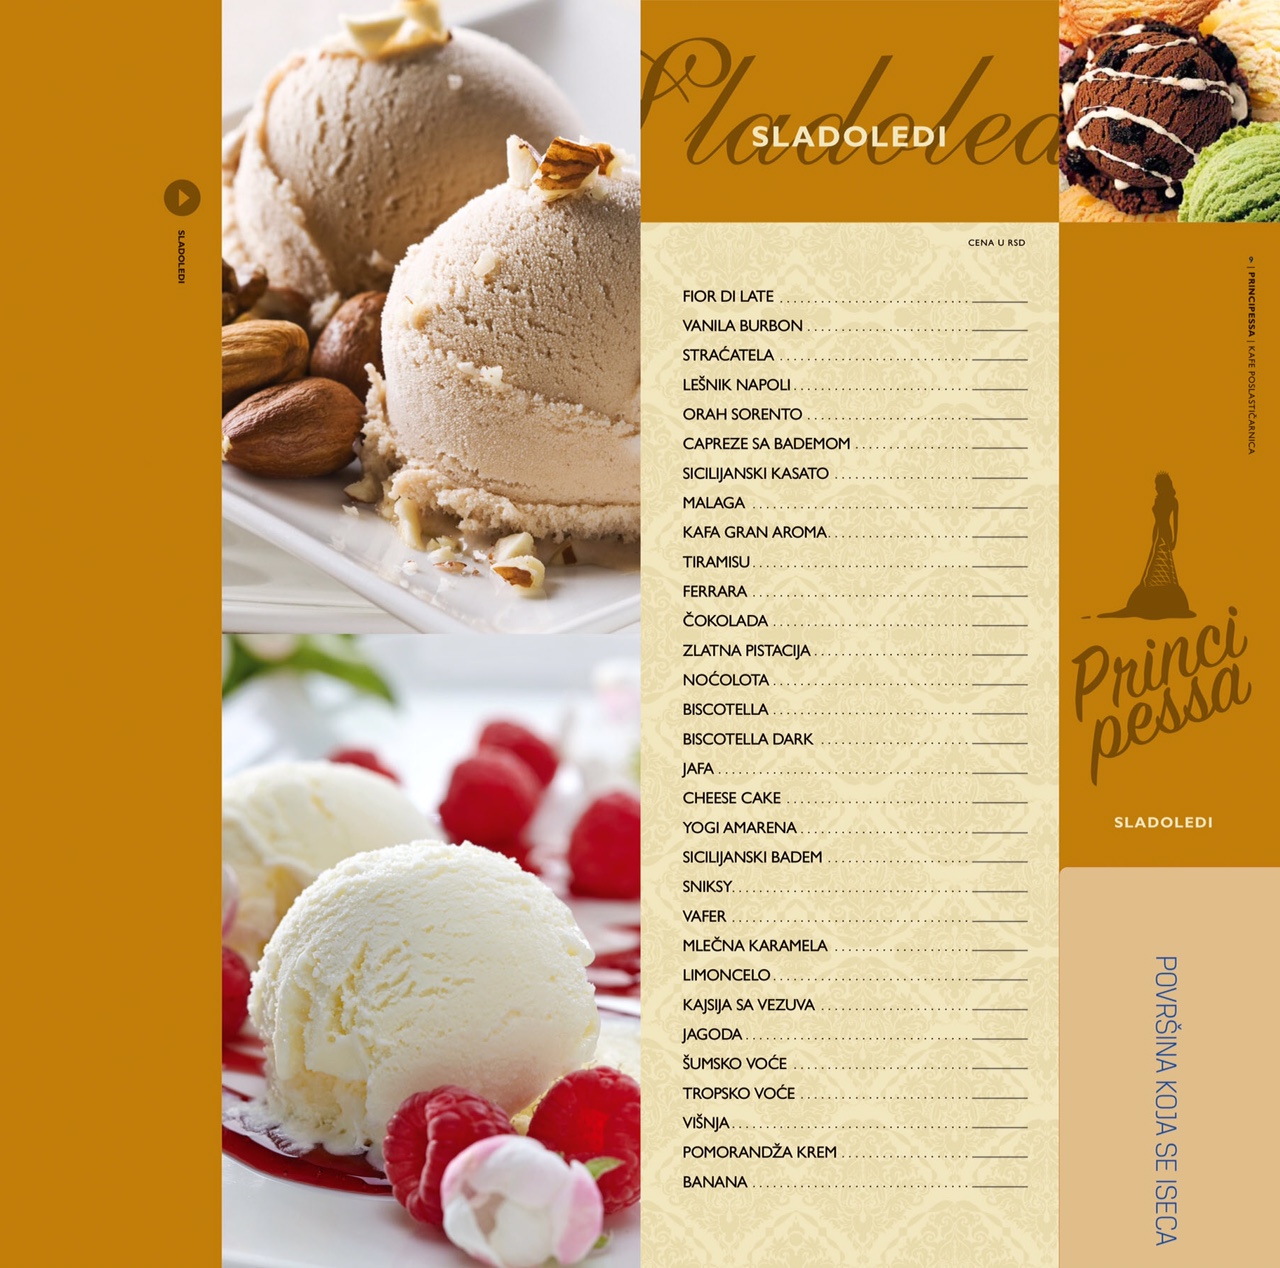 SLADOLEDI
Sladoled
SLADOLEDI
CENA U RSD
FIOR DI LATE
VANILA BURBON
STRAĆATELA
LEŠNIK NAPOLI
ORAH SORENTO
CAPREZE SA BADEMOM
SICILIJANSKI KASATO
MALAGA
KAFA GRAN AROMA
TIRAMISU
FERRARA
ČOKOLADA
ZLATNA PISTACIJA
NOĆOLOTA
BISCOTELLA
BISCOTELLA DARK
JAFA
CHEESE CAKE
YOGI AMARENA
SICILIJANSKI BADEM
SNIKSY
VAFER
MLEČNA KARAMELA
LIMONCELO
KAJSIJA SA VEZUVA
JAGODA
ŠUMSKO VOĆE
TROPSKO VOĆE
VIŠNJA
POMORANDŽA KREM
BANANA
9 | PRINCIPESSA | KAFE POSLASTIČARNICA
Princi
pessa
SLADOLEDI
POVRŠINA KOJA SE ISECA